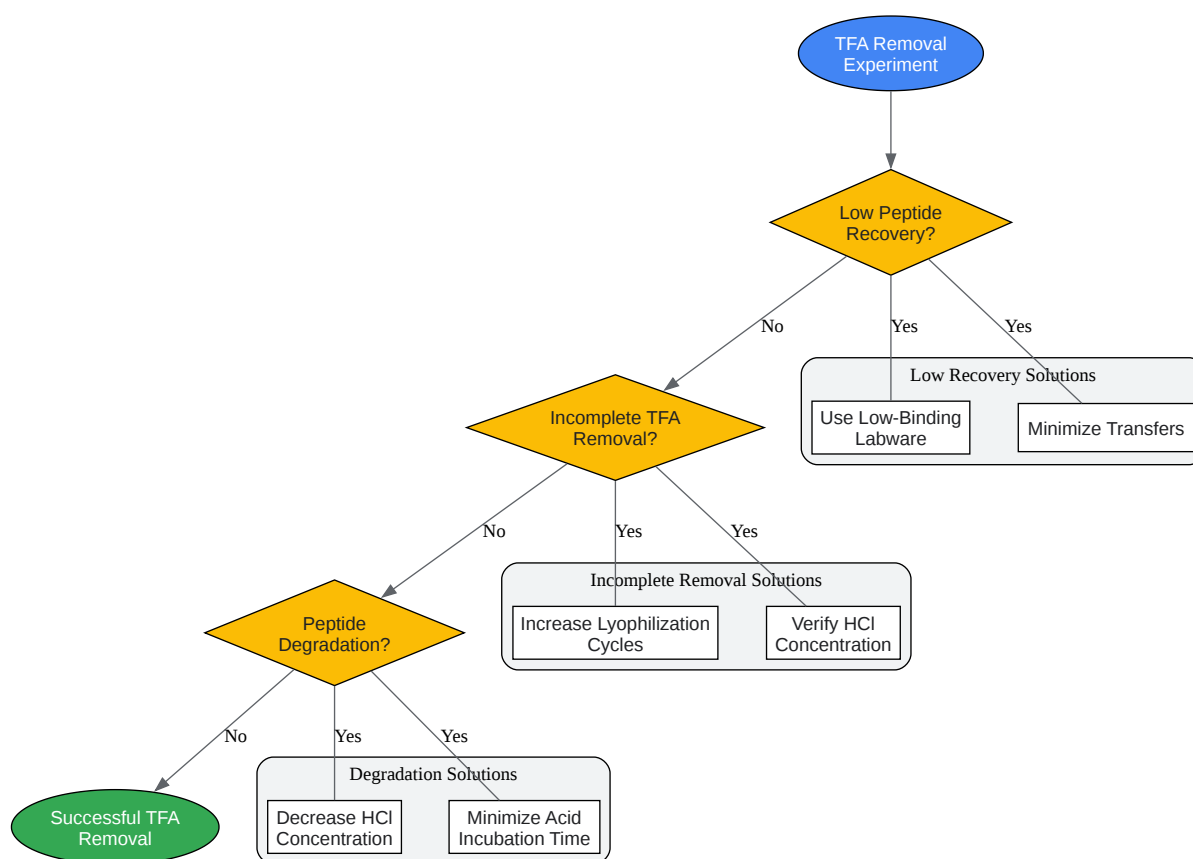 TFA Removal
Experiment
Low Peptide
Recovery?
No
Yes
Yes
Low Recovery Solutions
Use Low-Binding
Labware
Minimize Transfers
Incomplete TFA
Removal?
No
Yes
Yes
Incomplete Removal Solutions
Increase Lyophilization
Cycles
Verify HCl
Concentration
Peptide
Degradation?
No
Yes
Yes
Degradation Solutions
Decrease HCl
Concentration
Minimize Acid
Incubation Time
Successful TFA
Removal